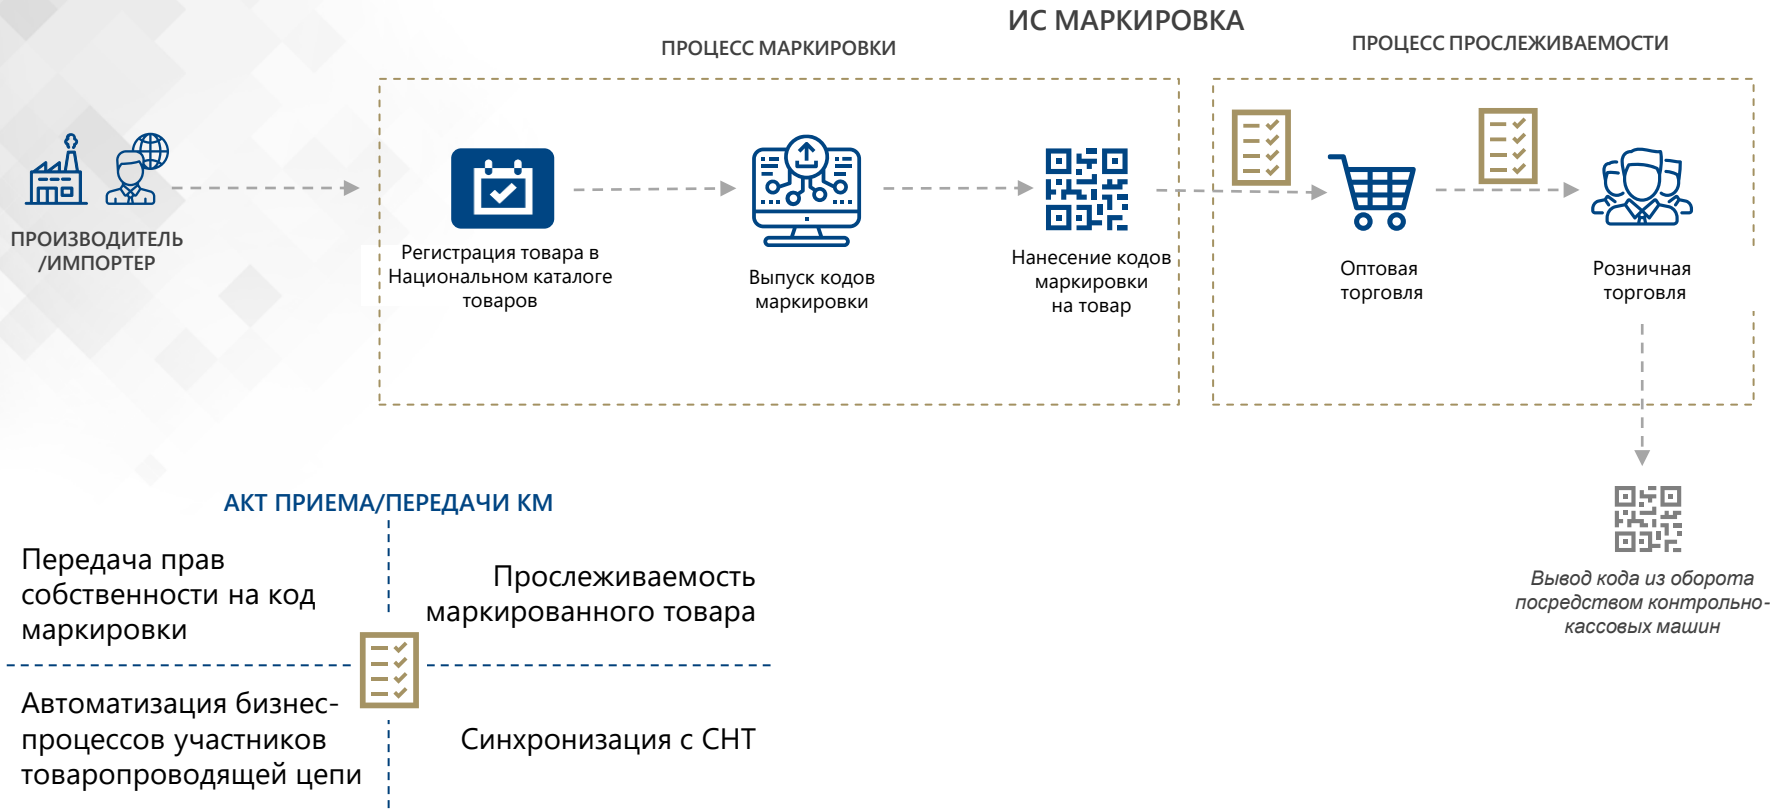 ИС МАРКИРОВКА
ПРОЦЕСС МАРКИРОВКИ
ПРОЦЕСС ПРОСЛЕЖИВАЕМОСТИ
ПРОИЗВОДИТЕЛЬ
/ИМПОРТЕР
Регистрация товара в
Национальном каталоге
товаров
Выпуск кодов
маркировки
Нанесение кодов
маркировки
на товар
Оптовая
торговля
Розничная
торговля
Вывод кода из оборота
посредством контрольно-
кассовых машин
АКТ ПРИЕМА/ПЕРЕДАЧИ КМ
Передача прав
собственности на код
маркировки
Прослеживаемость
маркированного товара
Автоматизация бизнес-
процессов участников
товаропроводящей цепи
Синхронизация с СНТ